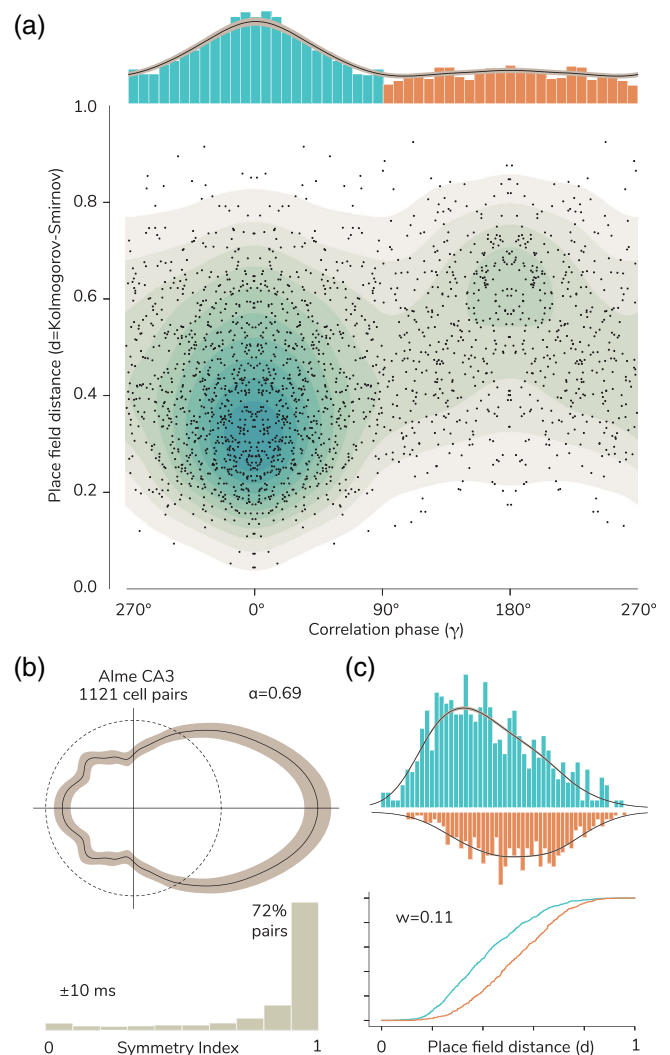 (a)
1.0
0.8
0.6
0.4
0.2
0.0
Place field distance (d=Kolmogorov-Smirnov)
270° 0° 90° 180° 270°
Correlation phase (γ)
(b)
Alme CA3
1121 cell pairs
α=0.69
72%
pairs
±10 ms
0 Symmetry Index 1
(c)
w=0.11
0 Place field distance (d) 1